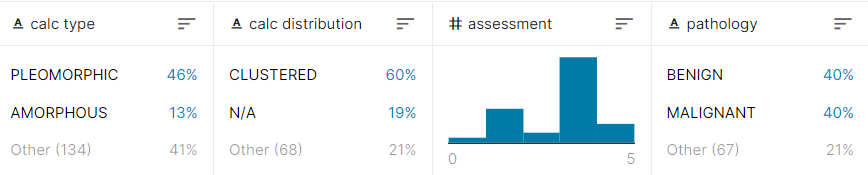 A calc type A calc distribution # assessment A pathology
PLEOMORPHIC 46% CLUSTERED 60% BENIGN 40%
AMORPHOUS 13% N/A 19% MALIGNANT 40%
Other (134) 41% Other (68) 21% 0 5 Other (67) 21%